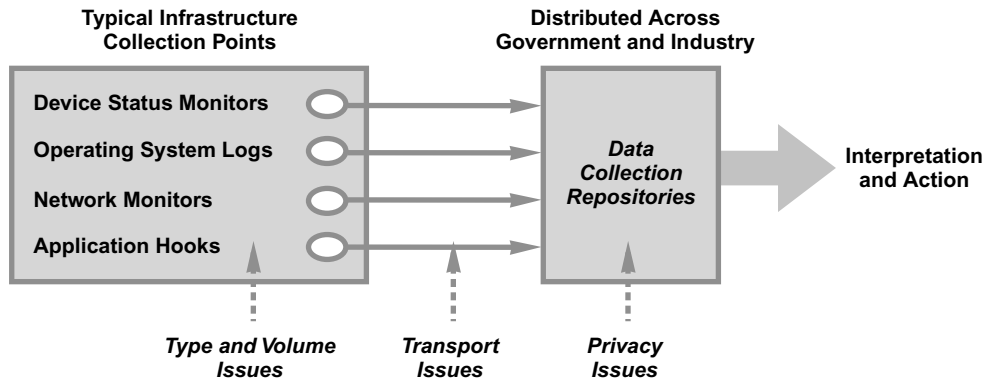 Typical Infrastructure
Collection Points
Distributed Across
Government and Industry
Device Status Monitors
Operating System Logs
Network Monitors
Application Hooks
Data
Collection
Repositories
Interpretation
and Action
Type and Volume
Issues
Transport
Issues
Privacy
Issues